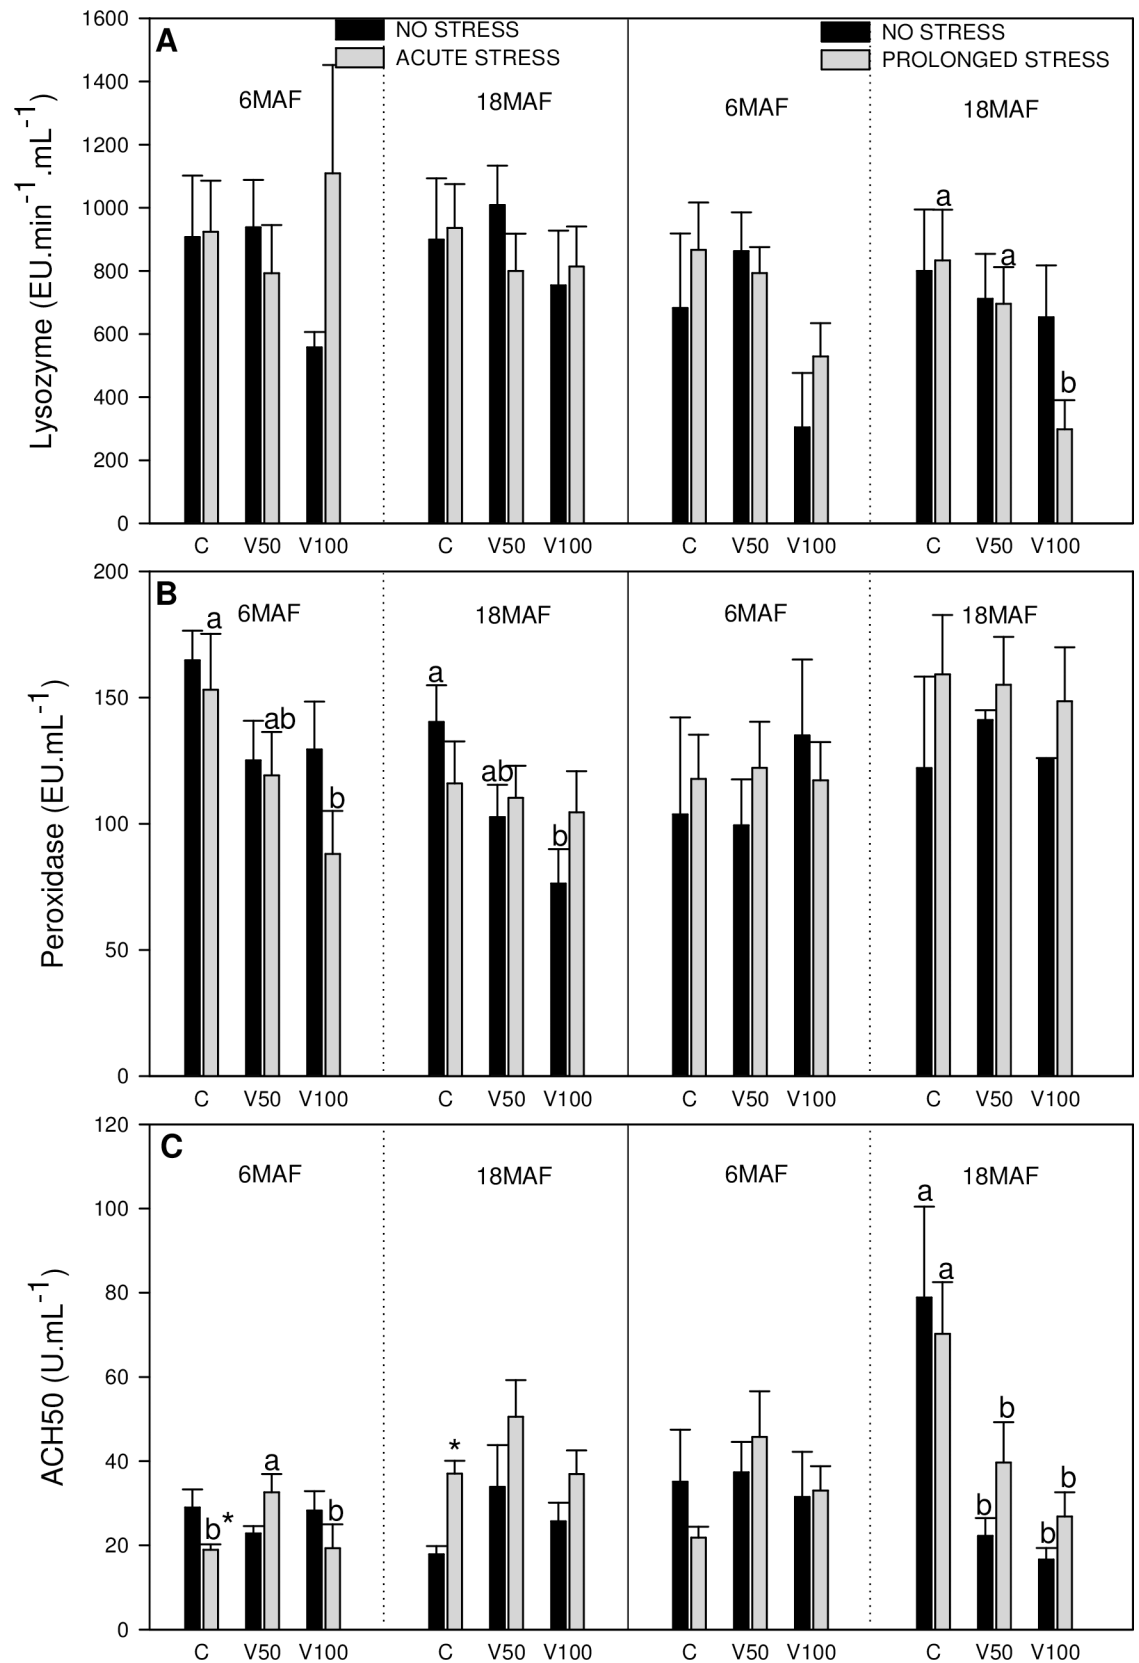 A
NO STRESS
ACUTE STRESS
NO STRESS
PROLONGED STRESS
6MAF 18MAF 6MAF 18MAF
Lysozyme (EU.min⁻¹.mL⁻¹)
1600
1400
1200
1000
800
600
400
200
0
a
a
b
C V50 V100 C V50 V100 C V50 V100 C V50 V100
B
6MAF 18MAF 6MAF 18MAF
Peroxidase (EU.mL⁻¹)
200
150
100
50
0
a
ab
b
a
ab
b
C V50 V100 C V50 V100 C V50 V100 C V50 V100
C
6MAF 18MAF 6MAF 18MAF
ACH50 (U.mL⁻¹)
120
100
80
60
40
20
0
b*
a
b
*
a
a
b
b
b
b
C V50 V100 C V50 V100 C V50 V100 C V50 V100